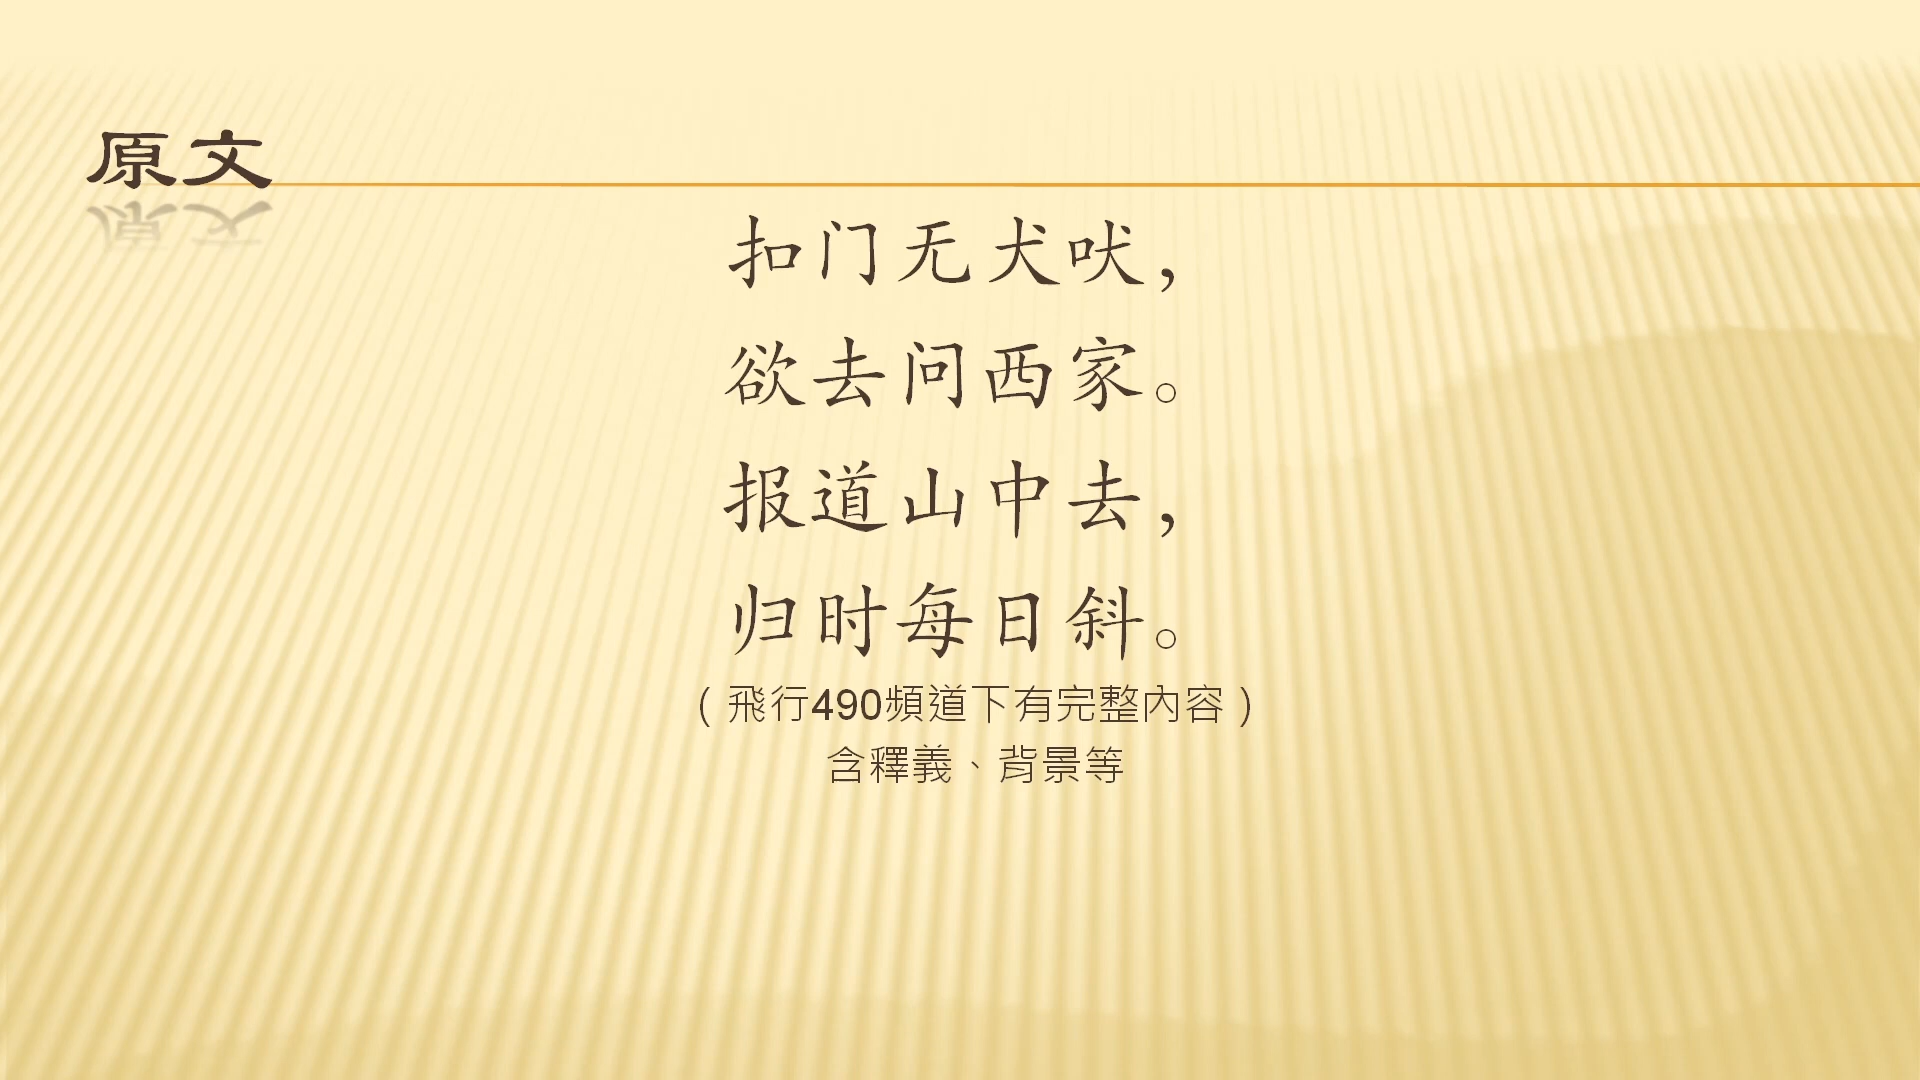 原文
扣门无犬吠，
欲去问西家。
报道山中去，
归时每日斜。
（飛行490頻道下有完整內容）
含釋義、背景等